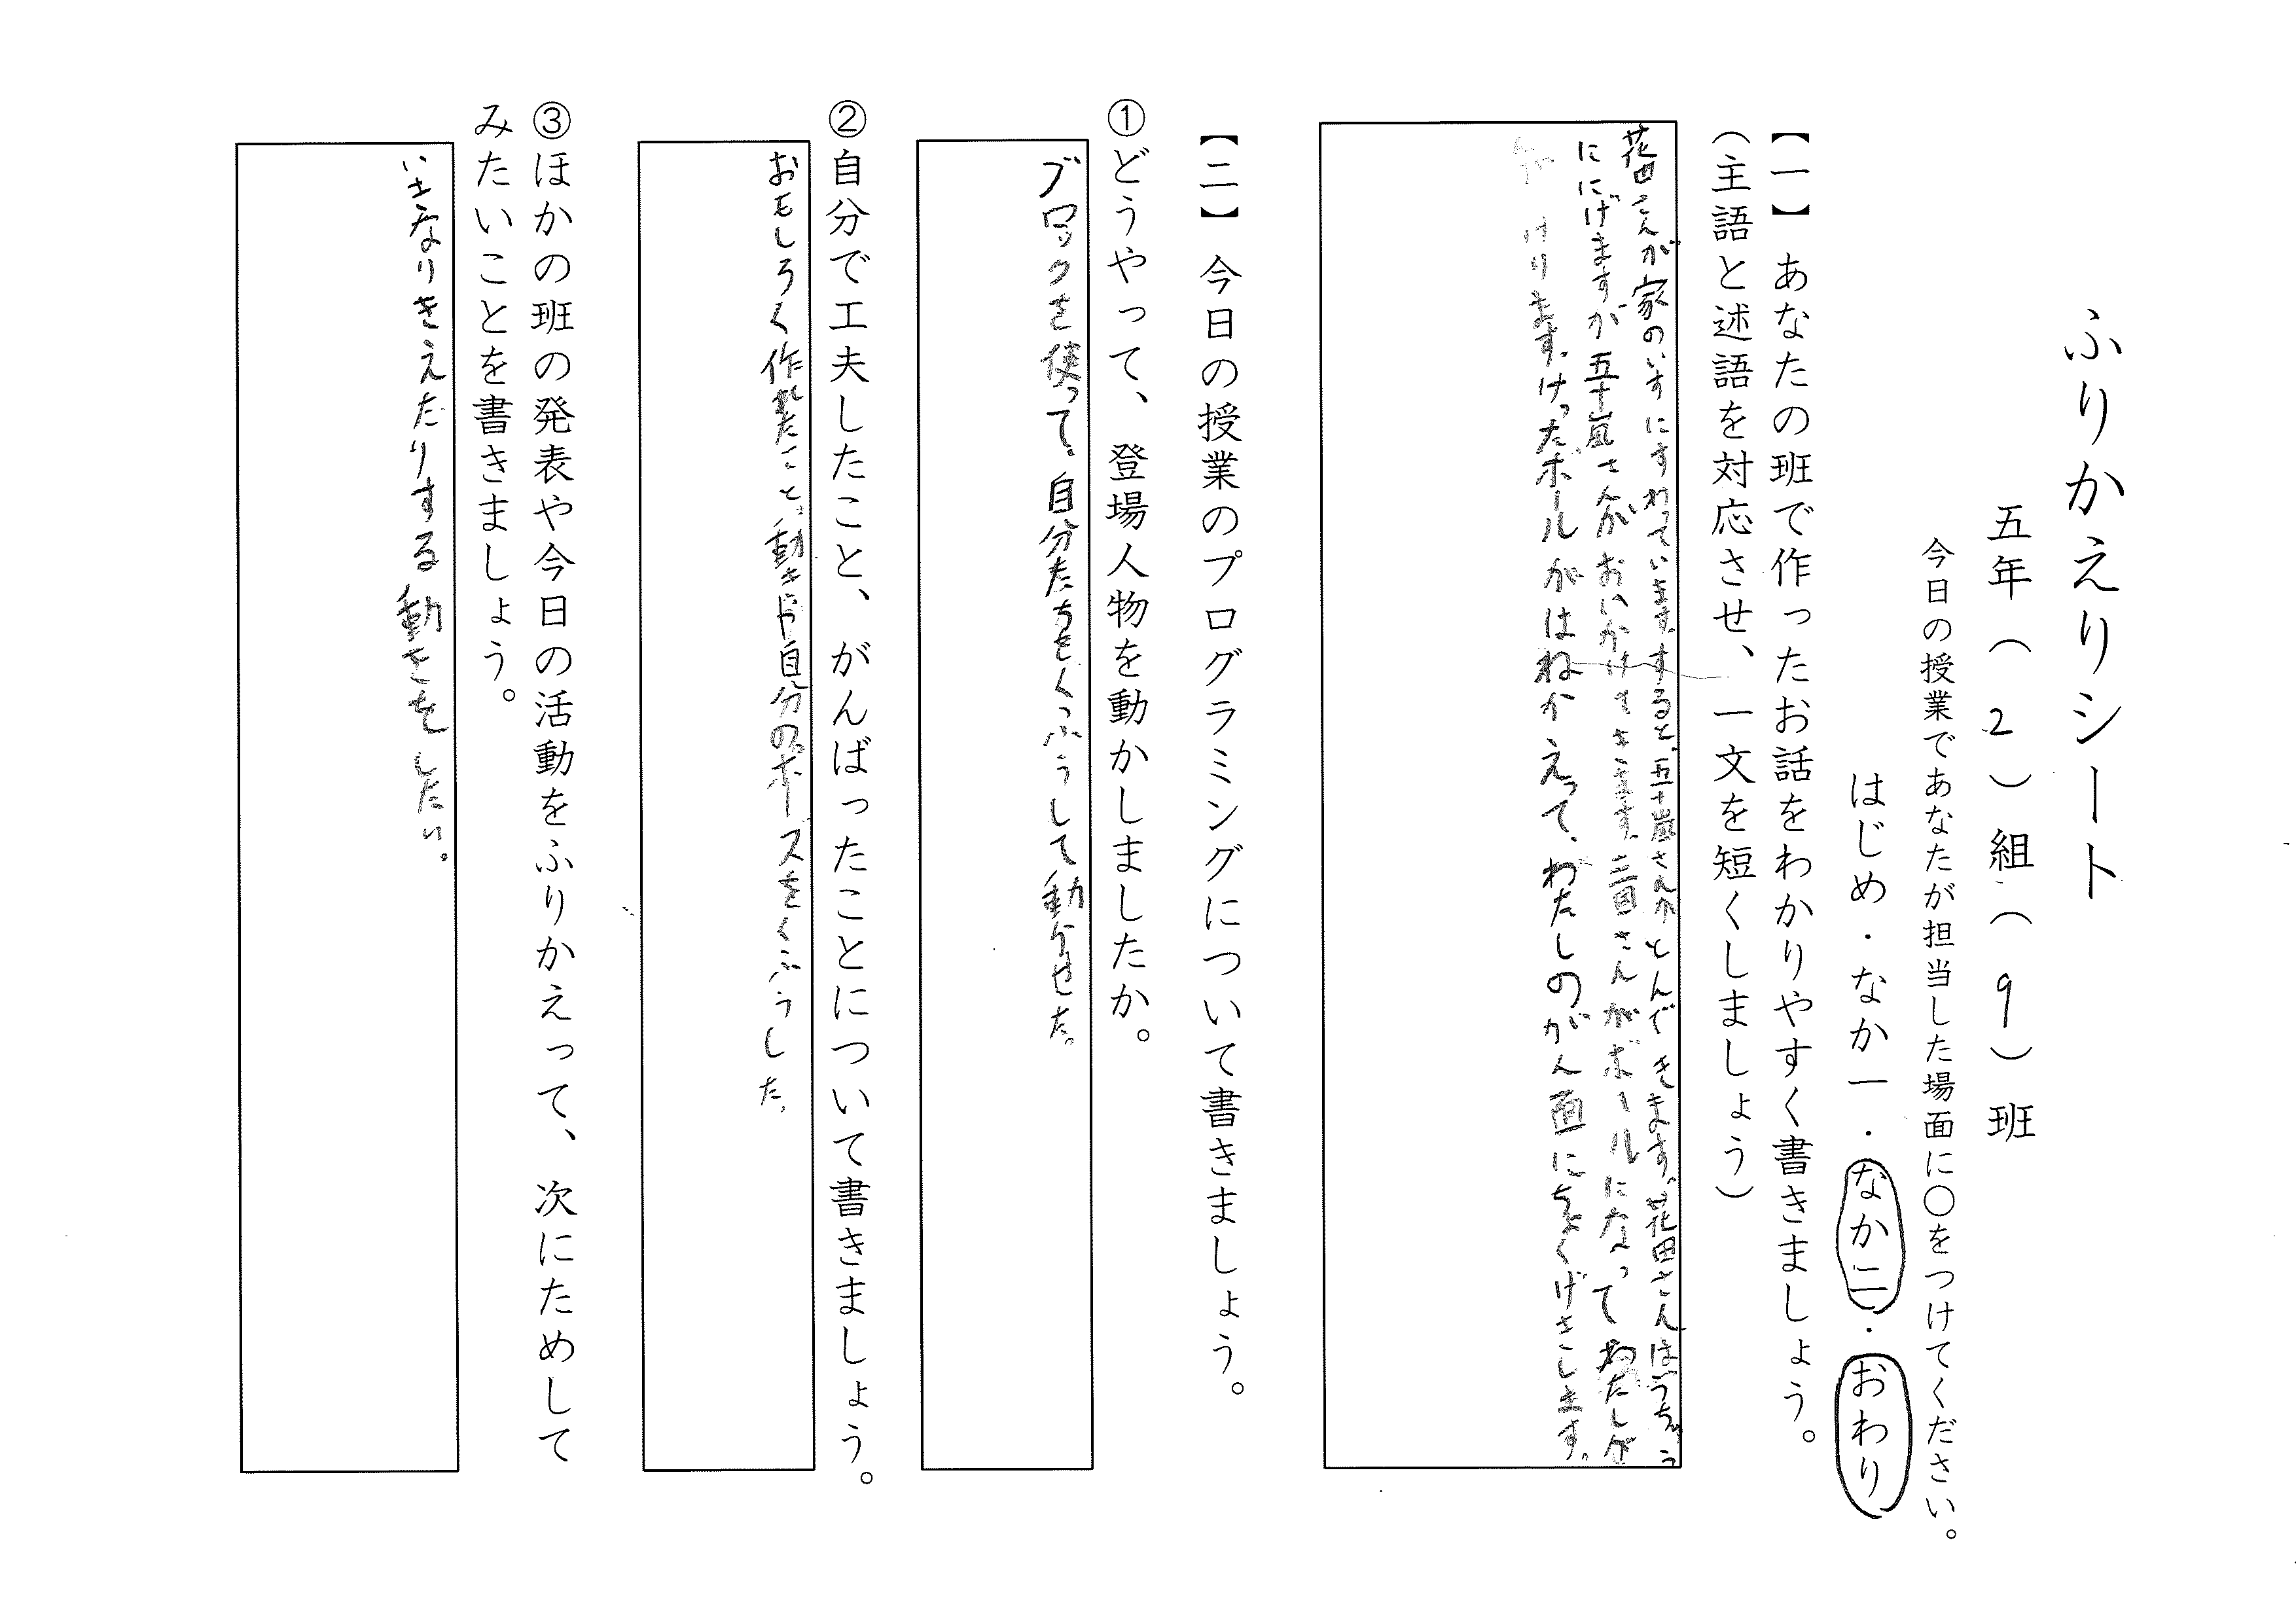 ふりかえりシート
五年（2）組（9）班
今日の授業であなたが担当した場面に○をつけてください。
はじめ・なか一・なか二・おわり
【一】あなたの班で作ったお話をわかりやすく書きましょう。
（主語と述語を対応させ、一文を短くしましょう）
花田さんが家のいすにすわています。すると、五十嵐さんがとんできます。花田さんはうちゅう
ににげますが五十嵐さんがおいかけてきます。三国さんがボールになってわたしが
けります。けったボールがはねかえって、わたしのがん面にちょくげきします。
【二】今日の授業のプログラミングについて書きましょう。
①どうやって、登場人物を動かしましたか。
ブロックを使って、自分たちをくっふうして動かせた。
②自分で工夫したこと、がんばったことについて書きましょう。
おもしろく作れたこと。動きや自分のポーズをくふうした。
③ほかの班の発表や今日の活動をふりかえって、次にためして
みたいことを書きましょう。
いきなりきえたりする動きをしたい。